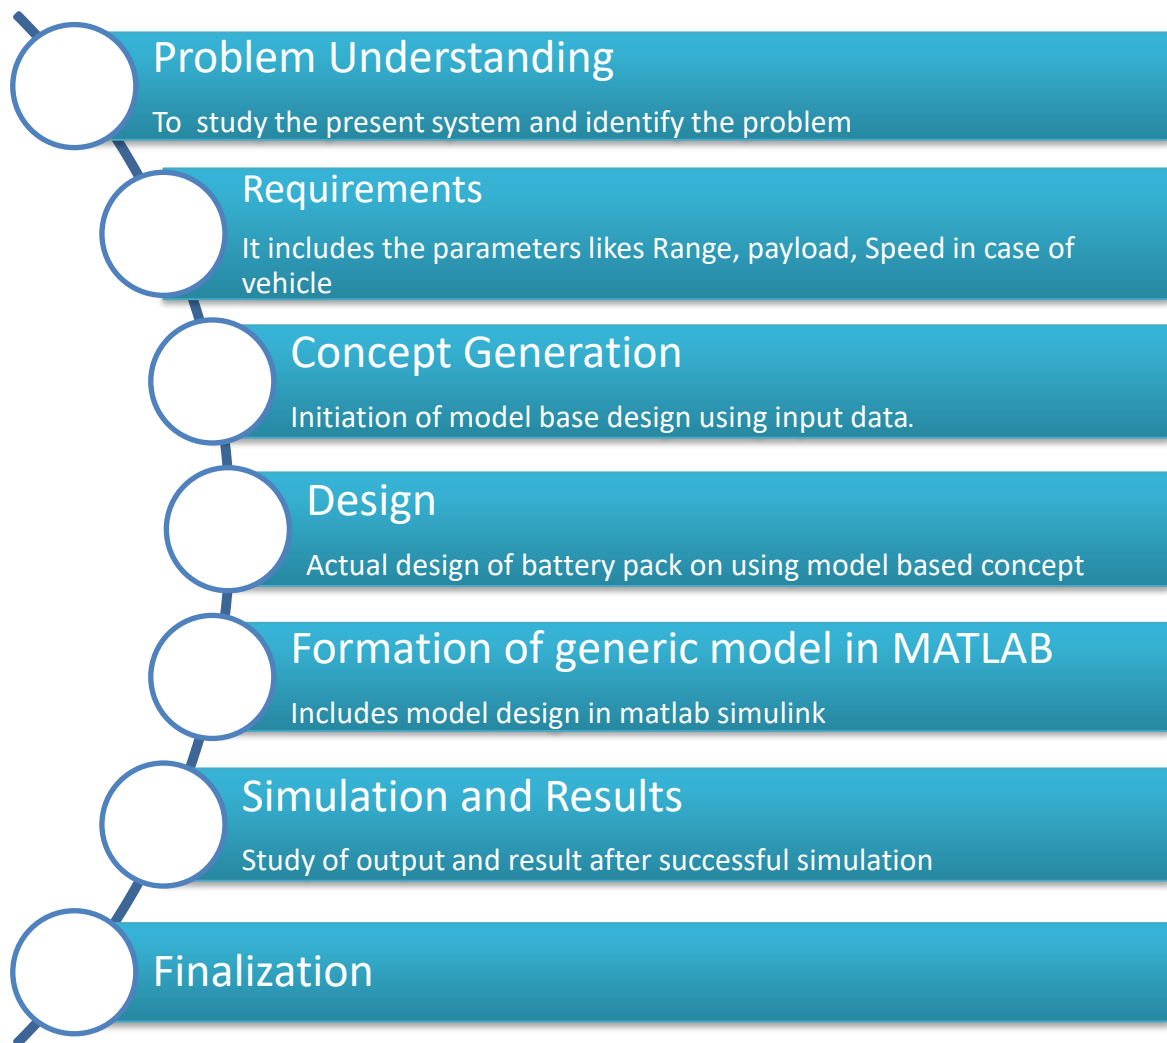 Problem Understanding
To  study the present system and identify the problem
Requirements
It includes the parameters likes Range, payload, Speed in case of
vehicle
Concept Generation
Initiation of model base design using input data.
Design
Actual design of battery pack on using model based concept
Formation of generic model in MATLAB
Includes model design in matlab simulink
Simulation and Results
Study of output and result after successful simulation
Finalization